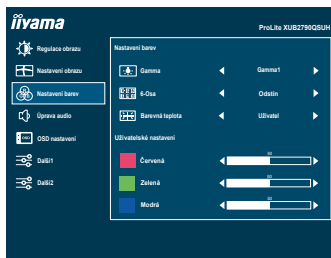 iiyama
ProLite XUB2790QSUH
Regulace obrazu
Nastavení obrazu
Nastavení barev
Úprava audio
OSD nastavení
Další1
Další2
Nastavení barev
Gamma Gamma1
6-Osa Odstín
Barevná teplota Uživatel
Uživatelské nastavení
Červená
Zelená
Modrá